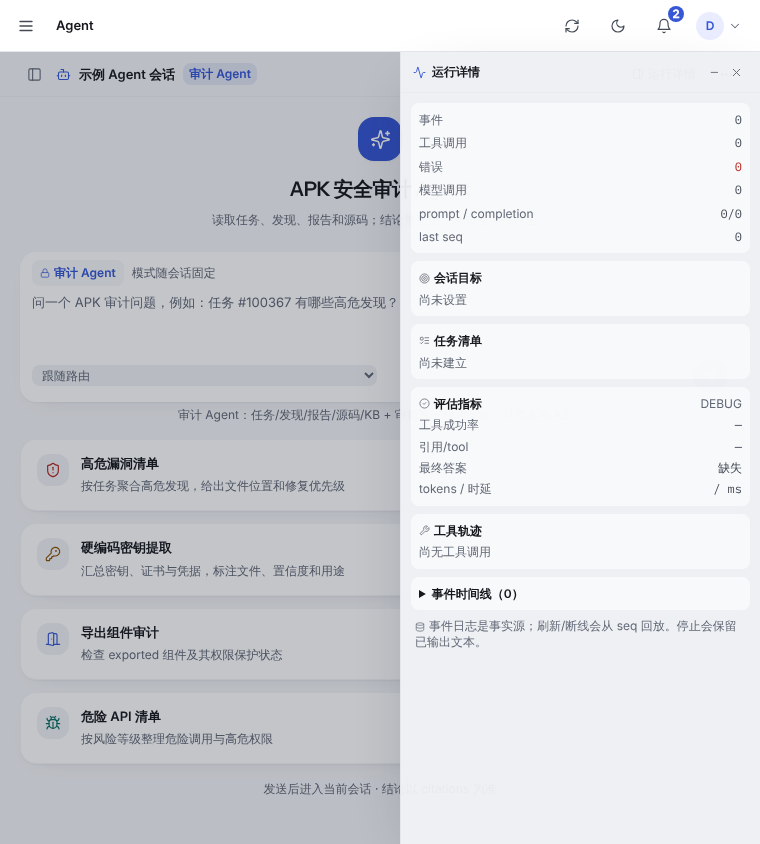 Agent
2
D
示例 Agent 会话
审计 Agent
APK 安全审计
读取任务、发现、报告和源码；结论
审计 Agent
模式随会话固定
问一个 APK 审计问题，例如：任务 #100367 有哪些高危发现？
跟随路由
审计 Agent：任务/发现/报告/源码/KB +
高危漏洞清单
按任务聚合高危发现，给出文件位置和修复优先级
硬编码密钥提取
汇总密钥、证书与凭据，标注文件、置信度和用途
导出组件审计
检查 exported 组件及其权限保护状态
危险 API 清单
按风险等级整理危险调用与高危权限
发送后进入当前会话 · 结论
运行详情
事件 0
工具调用 0
错误 0
模型调用 0
prompt / completion 0/0
last seq 0
会话目标
尚未设置
任务清单
尚未建立
评估指标 DEBUG
工具成功率 —
引用/tool —
最终答案 缺失
tokens / 时延 / ms
工具轨迹
尚无工具调用
事件时间线（0）
事件日志是事实源；刷新/断线会从 seq 回放。停止会保留
已输出文本。